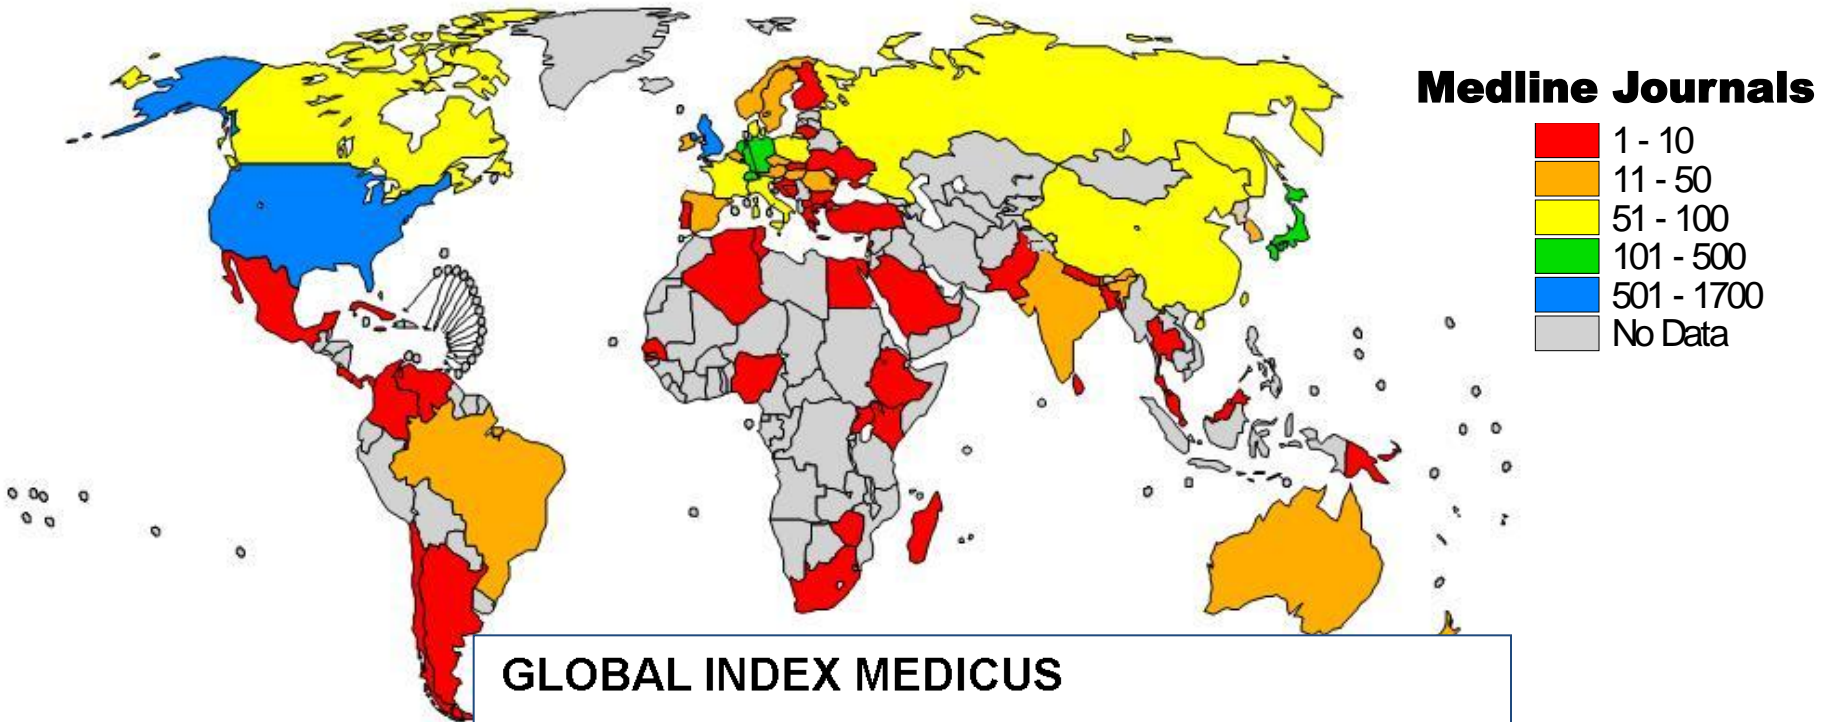 Medline Journals
1 - 10
11 - 50
51 - 100
101 - 500
501 - 1700
No Data
GLOBAL INDEX MEDICUS